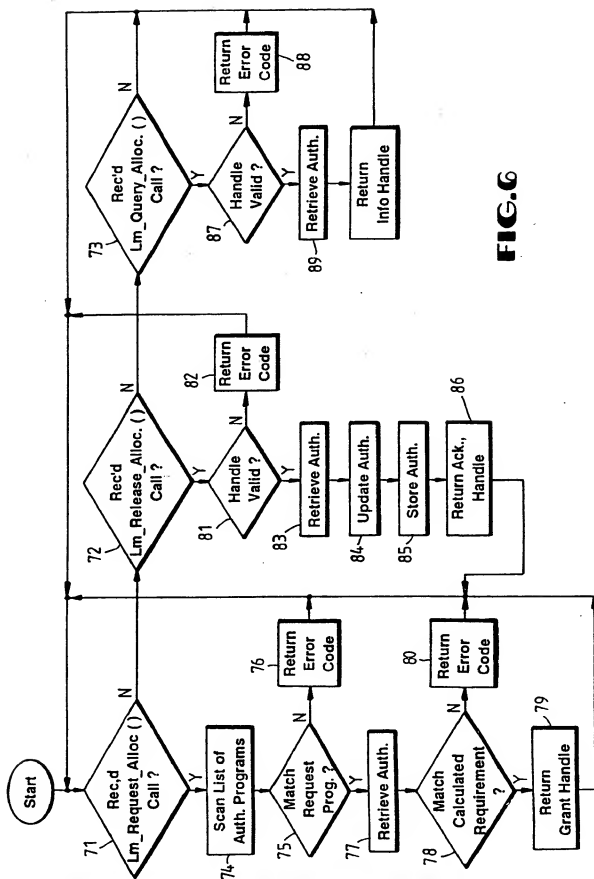 Start
71
Rec,d
Lm_Request_Alloc ()
Call ?
N
Y
74
Scan List of
Auth. Programs
75
Match
Request
Prog. ?
N
Y
76
Return
Error
Code
77
Retrieve Auth.
78
Match
Calculated
Requirement
?
N
Y
80
Return
Error
Code
79
Return
Grant Handle
72
Rec'd
Lm_Release_Alloc. ()
Call ?
N
Y
81
Handle
Valid ?
N
Y
82
Return
Error
Code
83
Retrieve Auth.
84
Update Auth.
85
Store Auth.
86
Return Ack.,
Handle
73
Rec'd
Lm_Query_Alloc. ()
Call ?
N
Y
87
Handle
Valid ?
N
Y
88
Return
Error
Code
89
Retrieve Auth.
Return
Info Handle
FIG.6